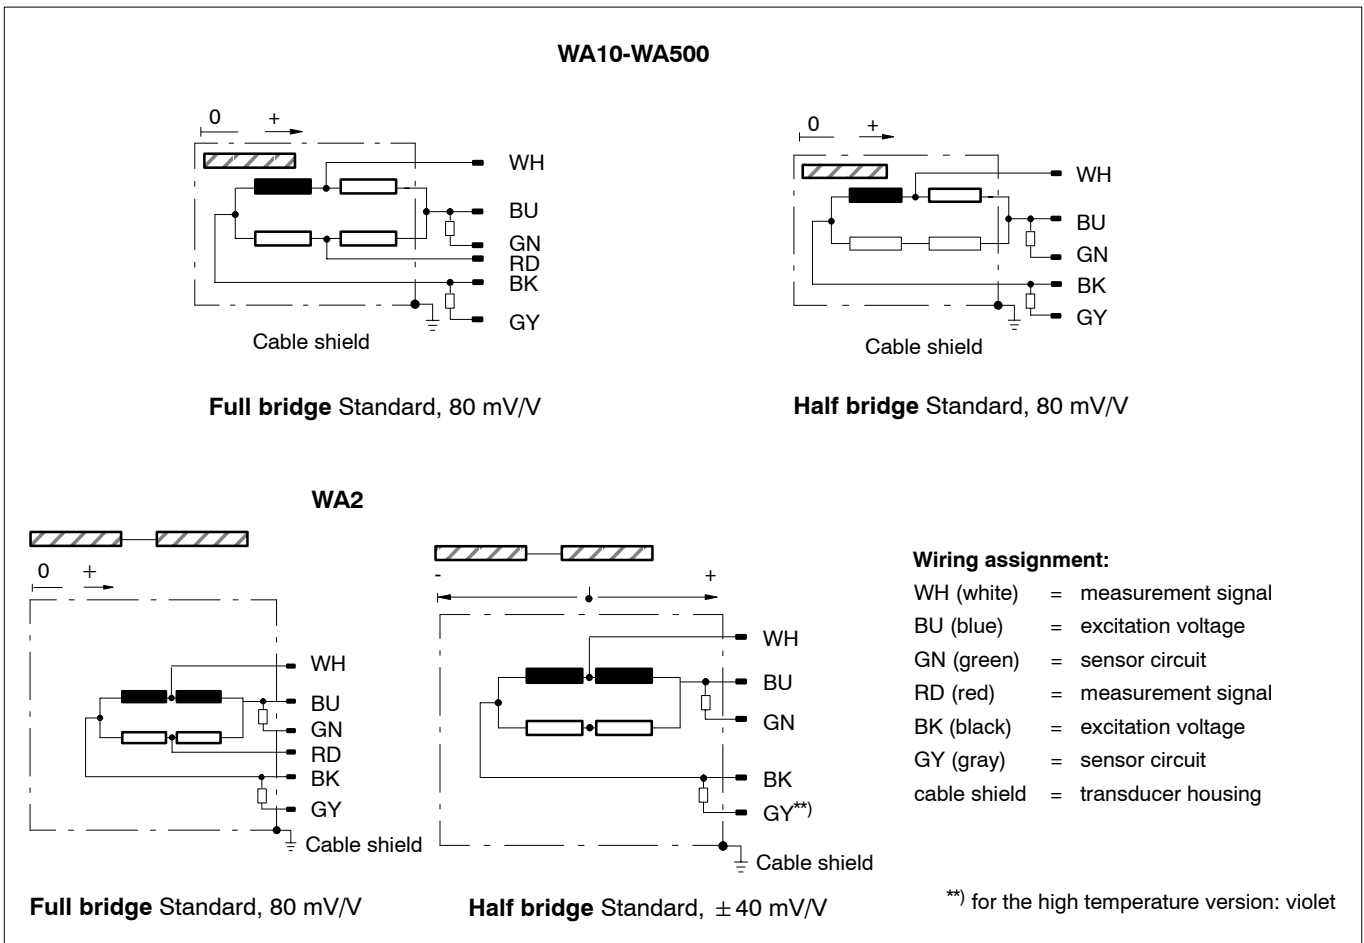 WA10-WA500
0 +
WH
BU
GN
RD
BK
GY
Cable shield
Full bridge Standard, 80 mV/V
0 +
WH
BU
GN
BK
GY
Cable shield
Half bridge Standard, 80 mV/V
WA2
0 +
WH
BU
GN
RD
BK
GY
Cable shield
Full bridge Standard, 80 mV/V
- +
WH
BU
GN
BK
GY**)
Cable shield
Half bridge Standard, ±40 mV/V
Wiring assignment:
WH (white) = measurement signal
BU (blue) = excitation voltage
GN (green) = sensor circuit
RD (red) = measurement signal
BK (black) = excitation voltage
GY (gray) = sensor circuit
cable shield = transducer housing
**) for the high temperature version: violet